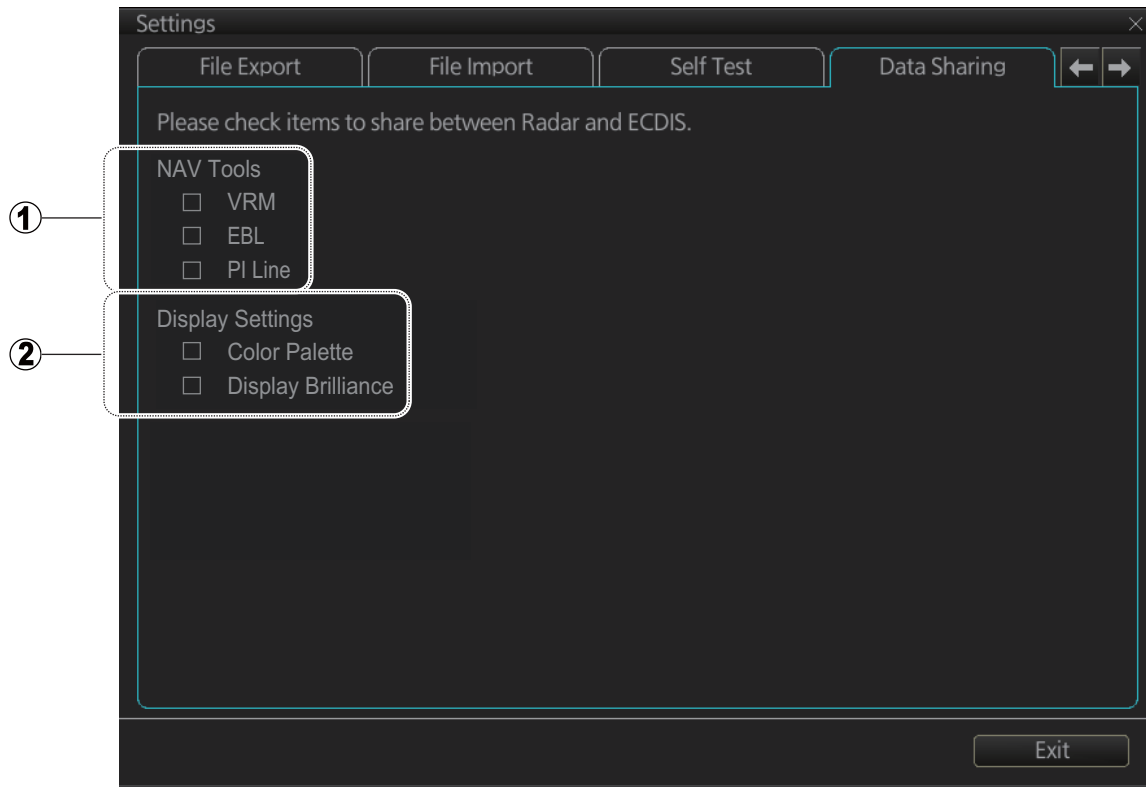 Settings
File Export File Import Self Test Data Sharing
Please check items to share between Radar and ECDIS.
NAV Tools
1
VRM
EBL
PI Line
Display Settings
2
Color Palette
Display Brilliance
Exit